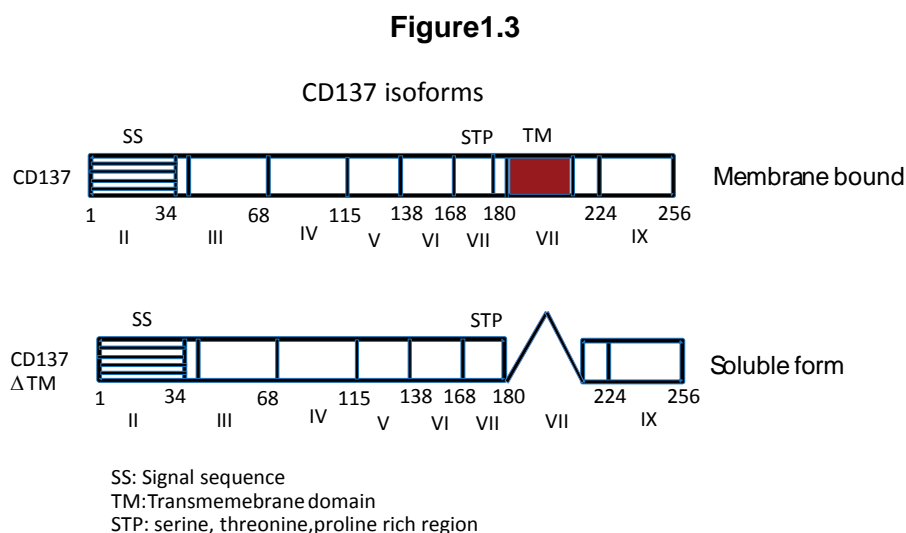 Figure1.3
CD137 isoforms
SS STP TM
CD137 Membrane bound
1 34 68 115 138 168 180 224 256
II III IV V VI VII VII IX
SS STP
CD137 Soluble form
Δ TM
1 34 68 115 138 168 180 224 256
II III IV V VI VII VII IX
SS: Signal sequence
TM:Transmemebrane domain
STP: serine, threonine,proline rich region